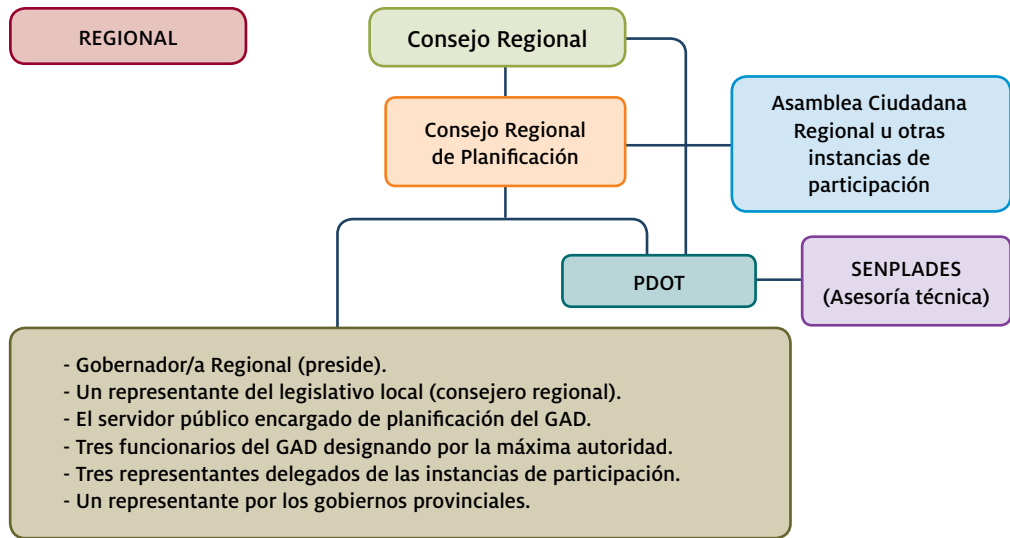 REGIONAL
Consejo Regional
Consejo Regional
de Planificación
Asamblea Ciudadana
Regional u otras
instancias de
participación
PDOT
SENPLADES
(Asesoría técnica)
- Gobernador/a Regional (preside).
- Un representante del legislativo local (consejero regional).
- El servidor público encargado de planificación del GAD.
- Tres funcionarios del GAD designando por la máxima autoridad.
- Tres representantes delegados de las instancias de participación.
- Un representante por los gobiernos provinciales.